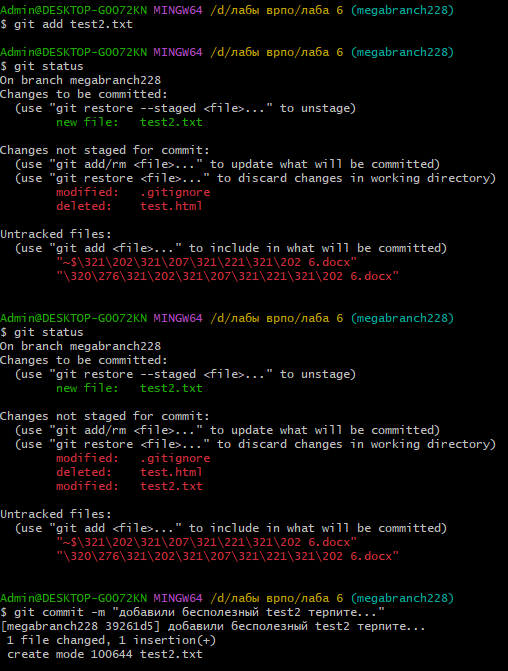 Admin@DESKTOP-GO072KN MINGW64 /d/лабы врпо/лаба 6 (megabranch228)
$ git add test2.txt
Admin@DESKTOP-GO072KN MINGW64 /d/лабы врпо/лаба 6 (megabranch228)
$ git status
On branch megabranch228
Changes to be committed:
  (use "git restore --staged <file>..." to unstage)
        new file:   test2.txt
Changes not staged for commit:
  (use "git add/rm <file>..." to update what will be committed)
  (use "git restore <file>..." to discard changes in working directory)
        modified:   .gitignore
        deleted:    test.html
Untracked files:
  (use "git add <file>..." to include in what will be committed)
        "~$\321\202\321\207\321\221\321\202 6.docx"
        "\320\276\321\202\321\207\321\221\321\202 6.docx"
Admin@DESKTOP-GO072KN MINGW64 /d/лабы врпо/лаба 6 (megabranch228)
$ git status
On branch megabranch228
Changes to be committed:
  (use "git restore --staged <file>..." to unstage)
        new file:   test2.txt
Changes not staged for commit:
  (use "git add/rm <file>..." to update what will be committed)
  (use "git restore <file>..." to discard changes in working directory)
        modified:   .gitignore
        deleted:    test.html
        modified:   test2.txt
Untracked files:
  (use "git add <file>..." to include in what will be committed)
        "~$\321\202\321\207\321\221\321\202 6.docx"
        "\320\276\321\202\321\207\321\221\321\202 6.docx"
Admin@DESKTOP-GO072KN MINGW64 /d/лабы врпо/лаба 6 (megabranch228)
$ git commit -m "добавили бесполезный test2 терпите..."
[megabranch228 39261d5] добавили бесполезный test2 терпите...
 1 file changed, 1 insertion(+)
 create mode 100644 test2.txt